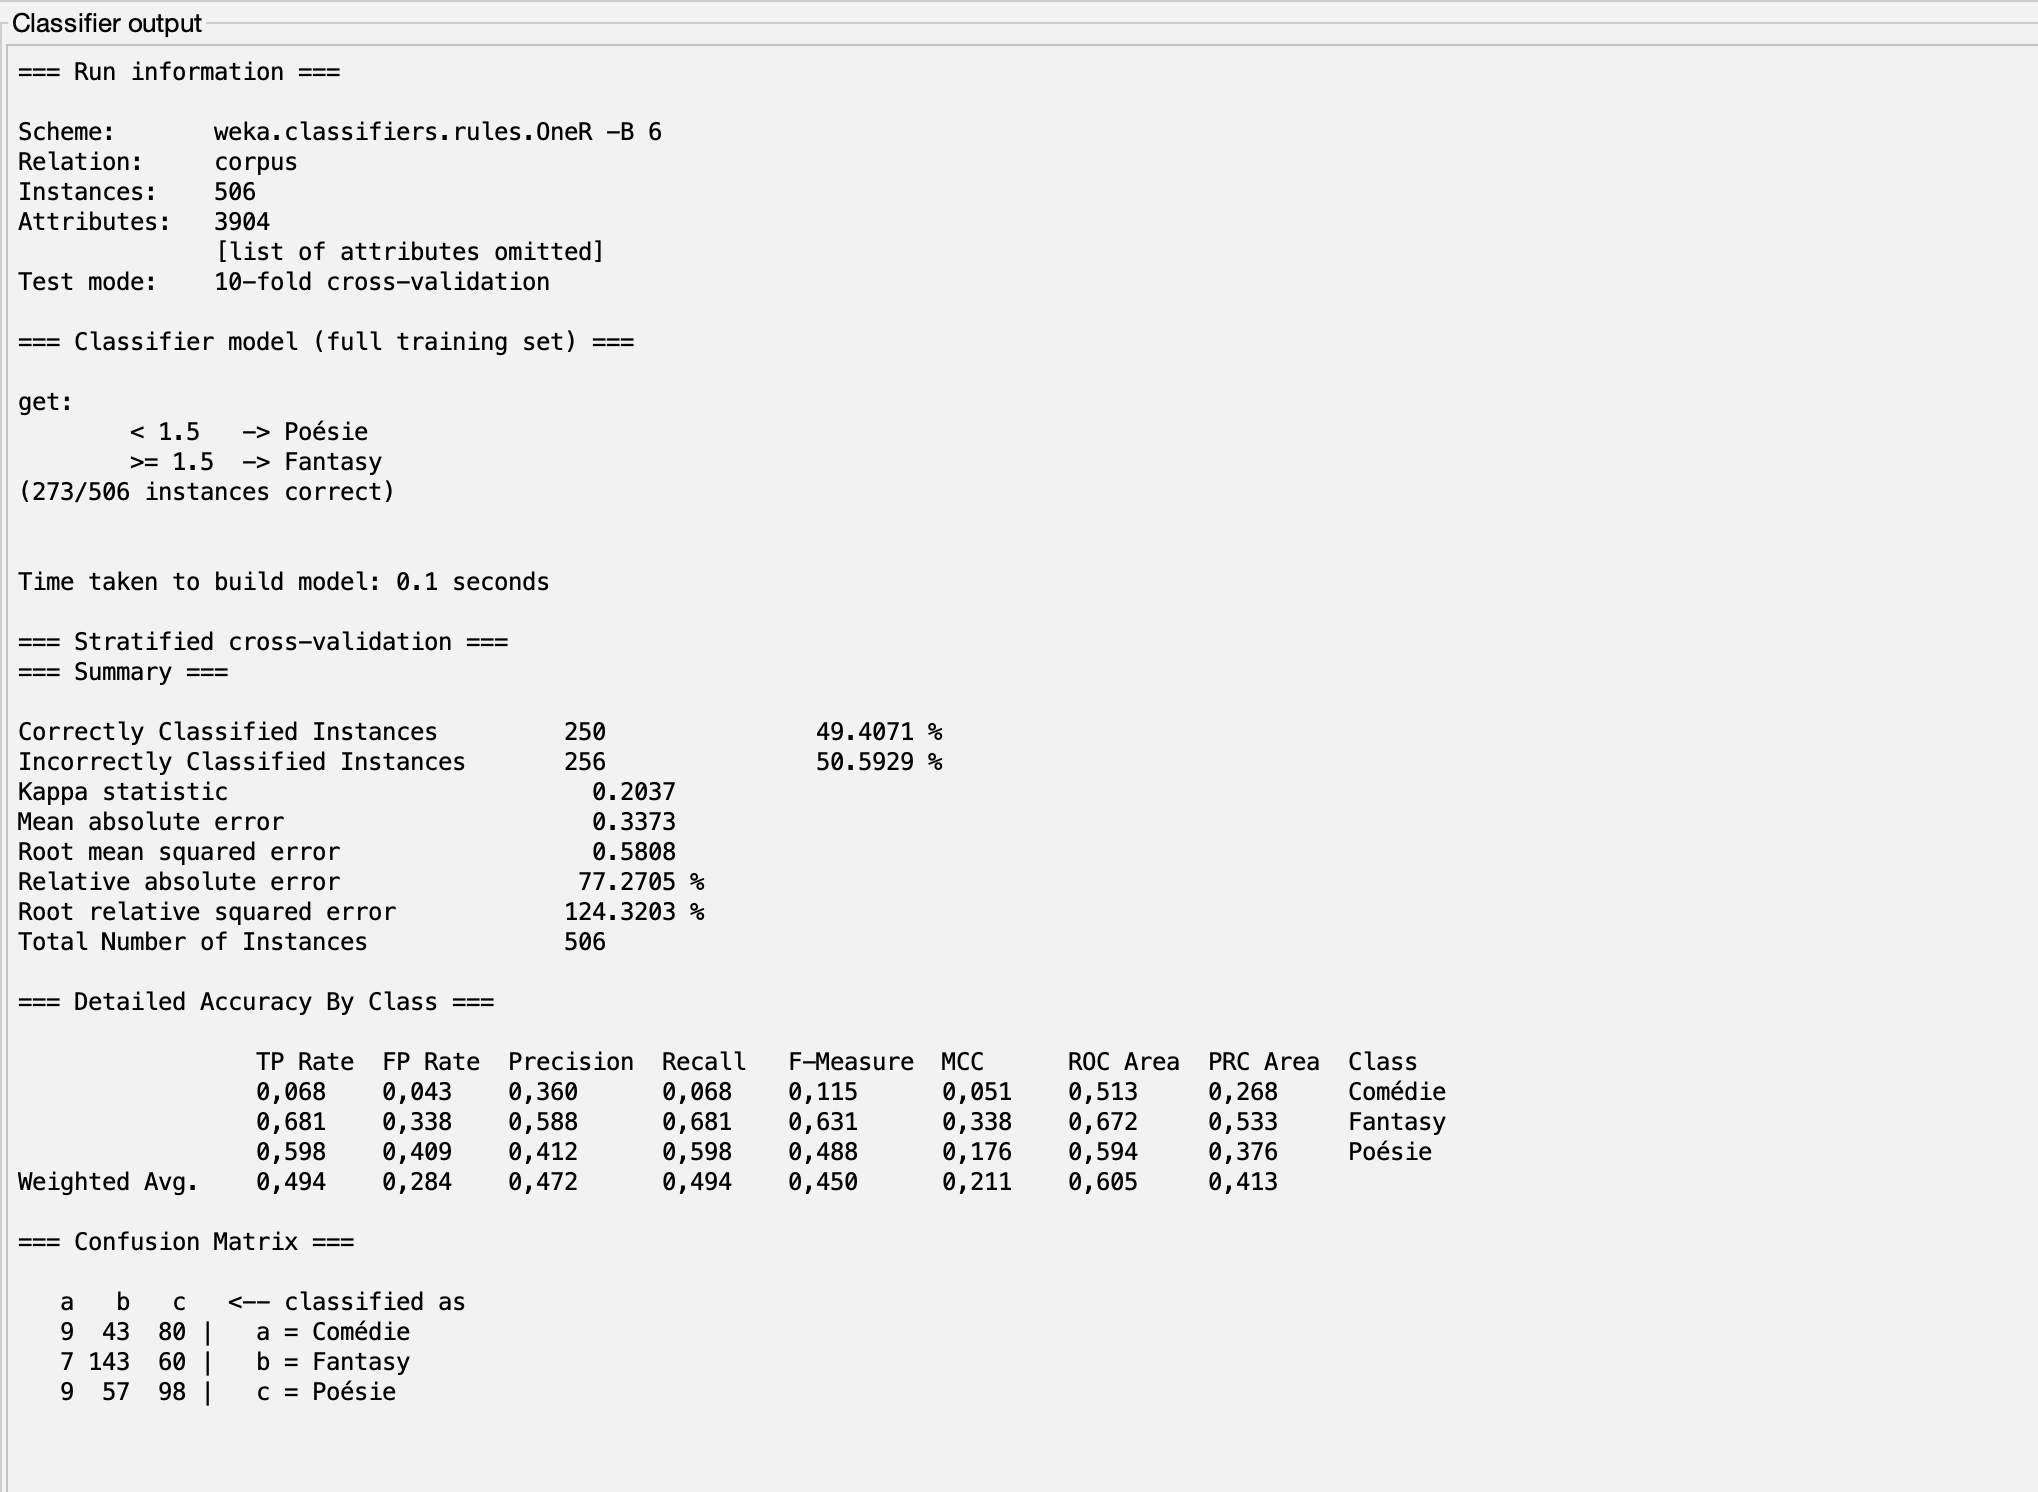 Classifier output
=== Run information ===
Scheme: weka.classifiers.rules.OneR -B 6
Relation: corpus
Instances: 506
Attributes: 3904
[list of attributes omitted]
Test mode: 10-fold cross-validation
=== Classifier model (full training set) ===
get:
< 1.5 -> Poésie
>= 1.5 -> Fantasy
(273/506 instances correct)
Time taken to build model: 0.1 seconds
=== Stratified cross-validation ===
=== Summary ===
Correctly Classified Instances 250 49.4071 %
Incorrectly Classified Instances 256 50.5929 %
Kappa statistic 0.2037
Mean absolute error 0.3373
Root mean squared error 0.5808
Relative absolute error 77.2705 %
Root relative squared error 124.3203 %
Total Number of Instances 506
=== Detailed Accuracy By Class ===
TP Rate FP Rate Precision Recall F-Measure MCC ROC Area PRC Area Class
0,068 0,043 0,360 0,068 0,115 0,051 0,513 0,268 Comédie
0,681 0,338 0,588 0,681 0,631 0,338 0,672 0,533 Fantasy
0,598 0,409 0,412 0,598 0,488 0,176 0,594 0,376 Poésie
Weighted Avg. 0,494 0,284 0,472 0,494 0,450 0,211 0,605 0,413
=== Confusion Matrix ===
a b c <-- classified as
9 43 80 | a = Comédie
7 143 60 | b = Fantasy
9 57 98 | c = Poésie